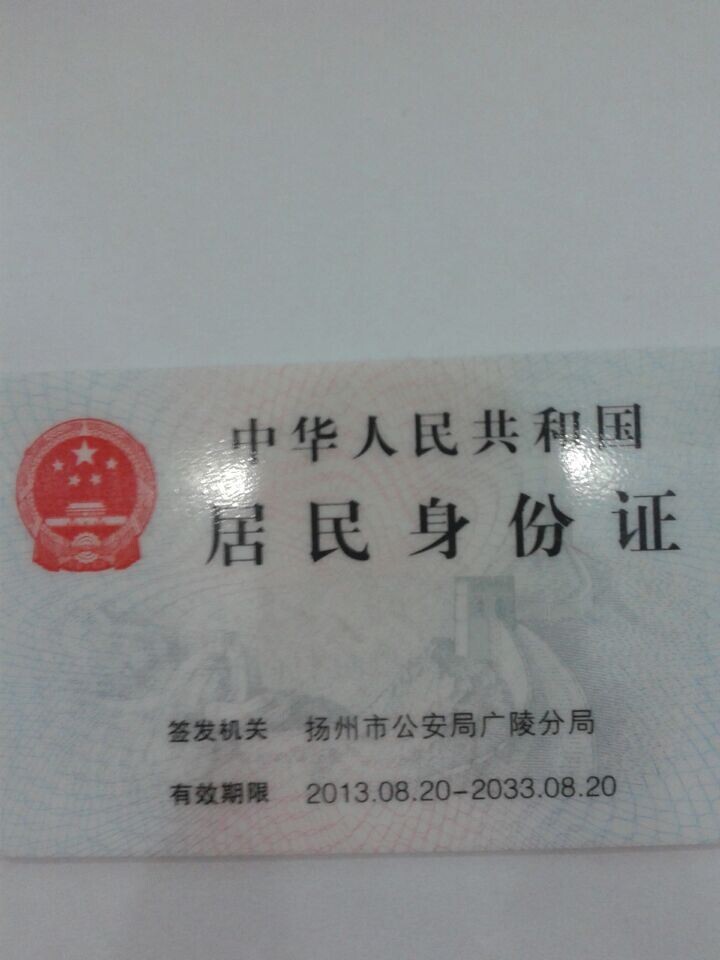 中华人民共和国
居民身份证
签发机关 扬州市公安局广陵分局
有效期限 2013.08.20-2033.08.20